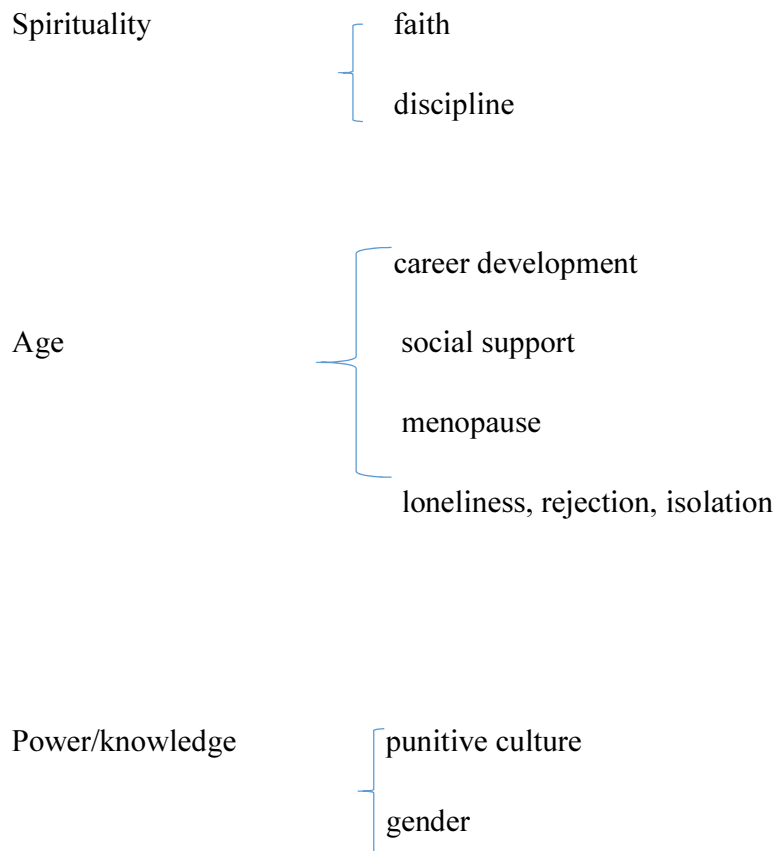 Spirituality faith
discipline
career development
Age social support
menopause
loneliness, rejection, isolation
Power/knowledge punitive culture
gender